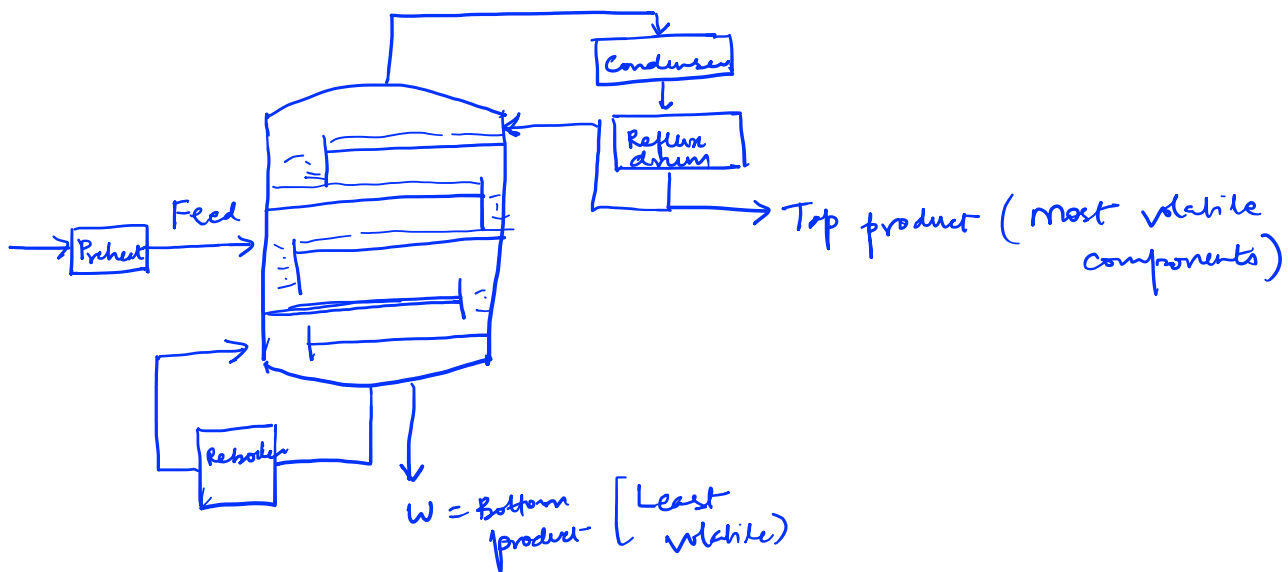 Condenser
Reflux
drum
Feed
Top product (most volatile
components)
Preheat
Reboiler
W = Bottom [Least
product volatile)